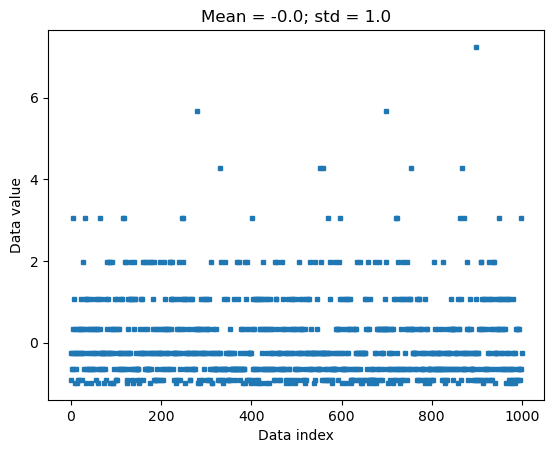 Mean = -0.0; std = 1.0
Data value
6
4
2
0
0 200 400 600 800 1000
Data index